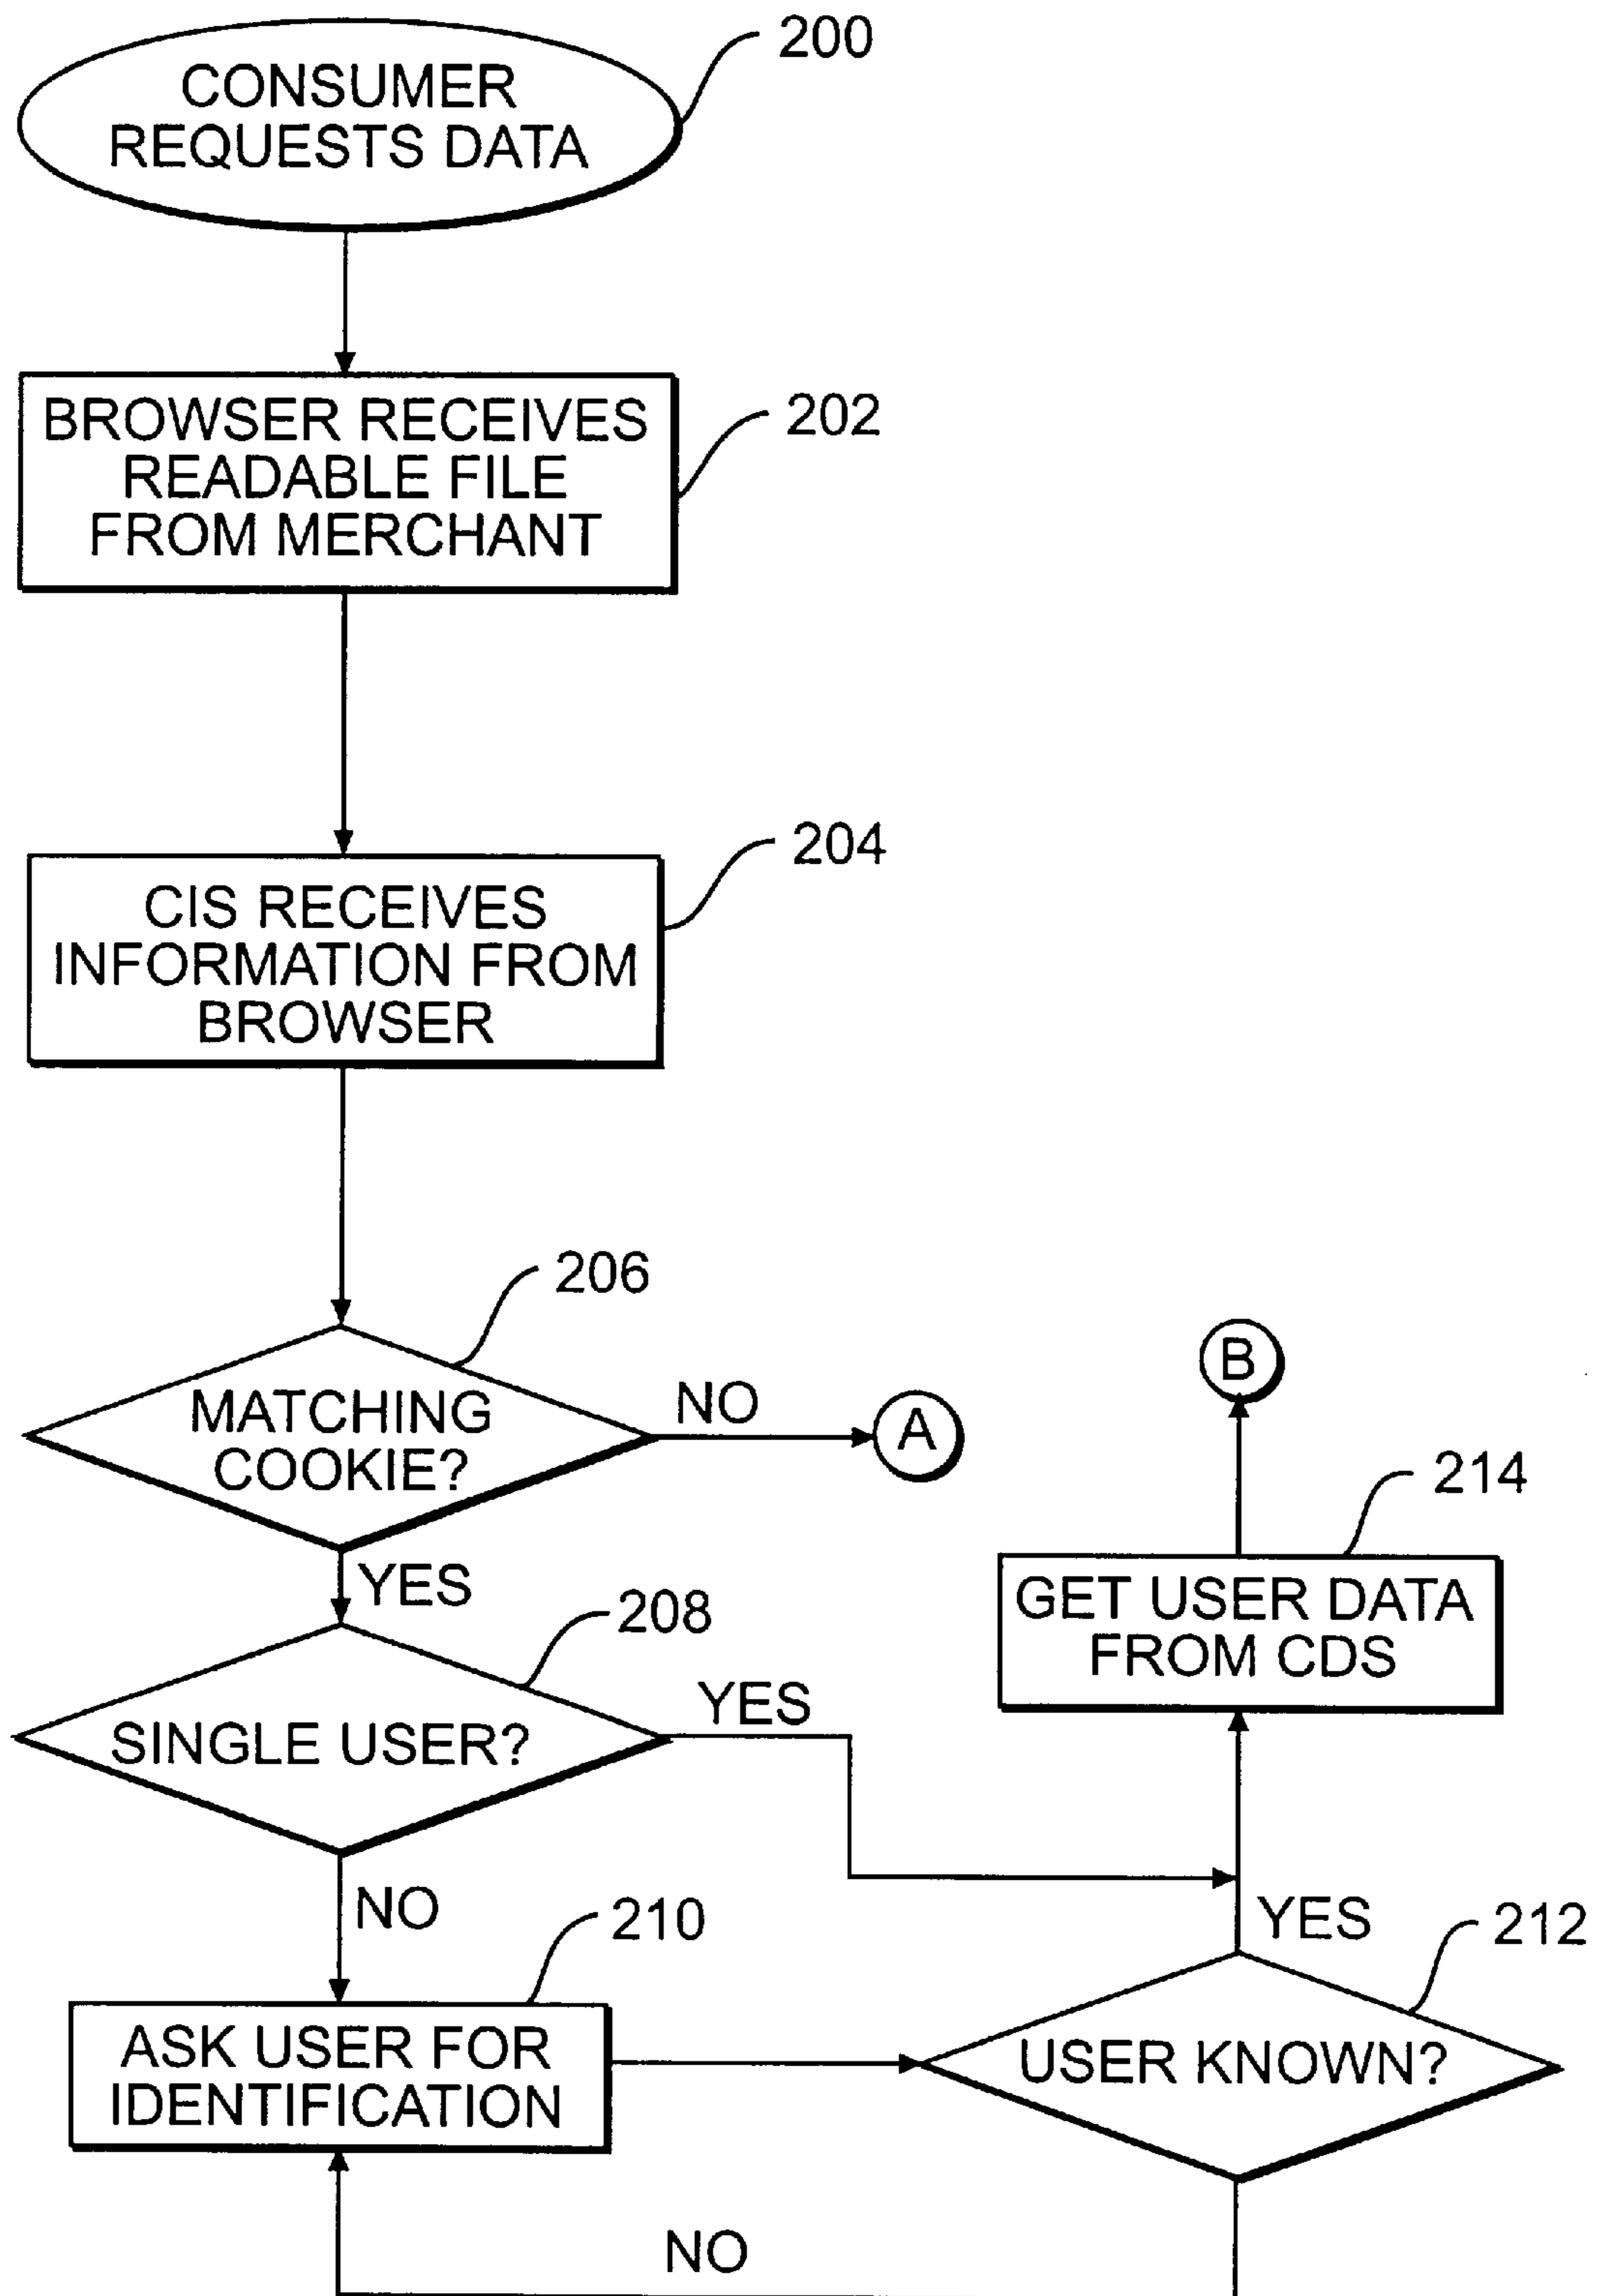 200
CONSUMER
REQUESTS DATA
202
BROWSER RECEIVES
READABLE FILE
FROM MERCHANT
204
CIS RECEIVES
INFORMATION FROM
BROWSER
206
MATCHING
COOKIE?
NO
A
B
YES
214
GET USER DATA
FROM CDS
208
SINGLE USER?
YES
NO
210
ASK USER FOR
IDENTIFICATION
YES
212
USER KNOWN?
NO